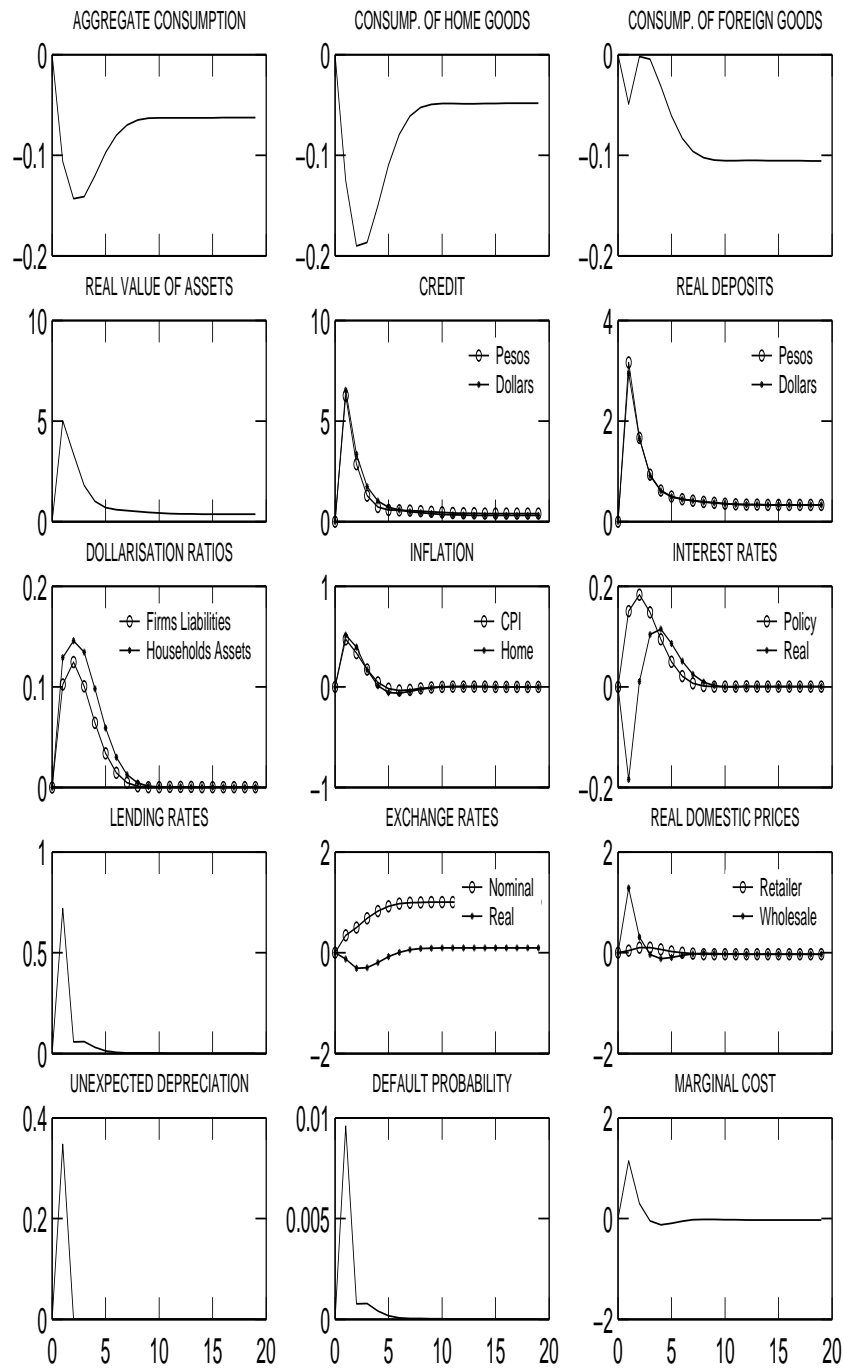 AGGREGATE CONSUMPTION
CONSUMP. OF HOME GOODS
CONSUMP. OF FOREIGN GOODS
0
−0.1
−0.2
0
−0.1
−0.2
0
−0.1
−0.2
REAL VALUE OF ASSETS
CREDIT
REAL DEPOSITS
10
5
0
10
5
0
Pesos
Dollars
4
2
0
Pesos
Dollars
DOLLARISATION RATIOS
INFLATION
INTEREST RATES
0.2
0.1
0
Firms Liabilities
Households Assets
1
0
−1
CPI
Home
0.2
0
−0.2
Policy
Real
LENDING RATES
EXCHANGE RATES
REAL DOMESTIC PRICES
1
0.5
0
2
0
−2
Nominal
Real
2
0
−2
Retailer
Wholesale
UNEXPECTED DEPRECIATION
DEFAULT PROBABILITY
MARGINAL COST
0.4
0.2
0
0 5 10 15 20
0.01
0.005
0
0 5 10 15 20
2
0
−2
0 5 10 15 20